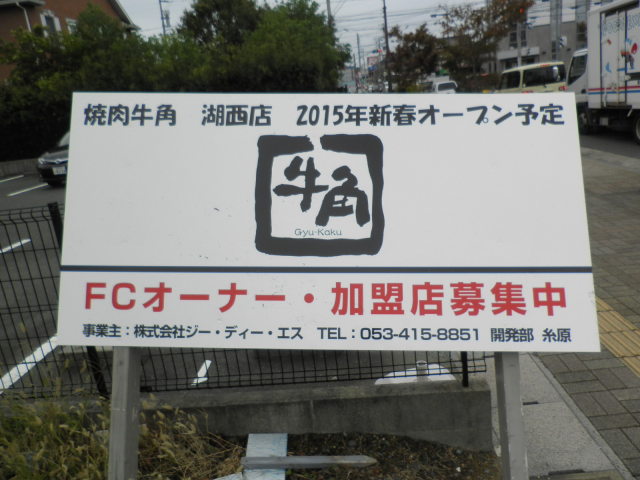 焼肉牛角　湖西店　2015年新春オープン予定
牛角
Gyu-Kaku
FCオーナー・加盟店募集中
事業主：株式会社ジー・ディー・エス　TEL：053-415-8851 開発部 糸原